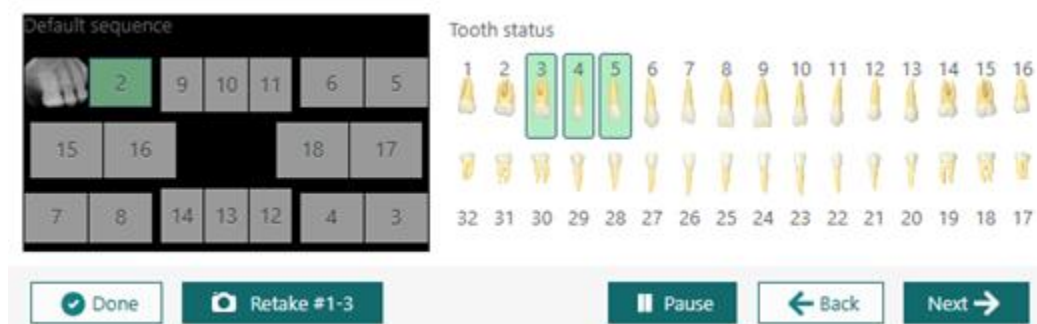 Default sequence
2 9 10 11 6 5
15 16 18 17
7 8 14 13 12 4 3
Tooth status
1 2 3 4 5 6 7 8 9 10 11 12 13 14 15 16
32 31 30 29 28 27 26 25 24 23 22 21 20 19 18 17
Done
Retake #1-3
Pause
Back
Next